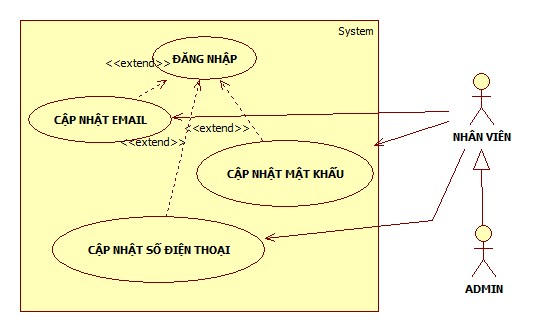 System
ĐĂNG NHẬP
<<extend>>
CẬP NHẬT EMAIL
<<extend>>
<<extend>>
NHÂN VIÊN
CẬP NHẬT MẬT KHẨU
CẬP NHẬT SỐ ĐIỆN THOẠI
ADMIN